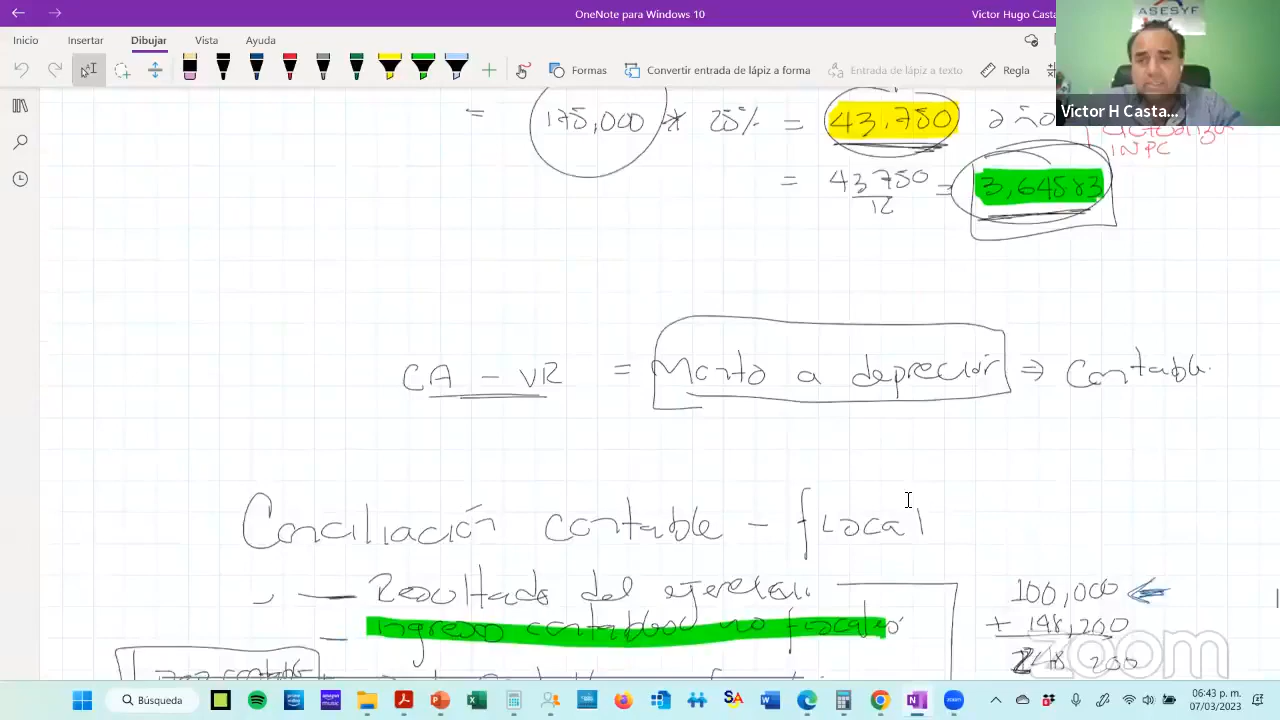 OneNote para Windows 10
Victor Hugo Casta
ASESYF
Inicio Insertar Dibujar Vista Ayuda
Formas Convertir entrada de lápiz a forma Entrada de lápiz a texto Regla
Victor H Casta...
= 175,000 * 25% = 43,750
INPC
= 43,750 = 3,645.83
12
CA - VR = Monto a depreción ⇒ Contable.
Conciliación contable - fiscal
Resultado del ejercicio 100,000
ingresos contables no fiscales + 148,200
248 200
zoom
Búsqueda
06:43 p. m.
07/03/2023